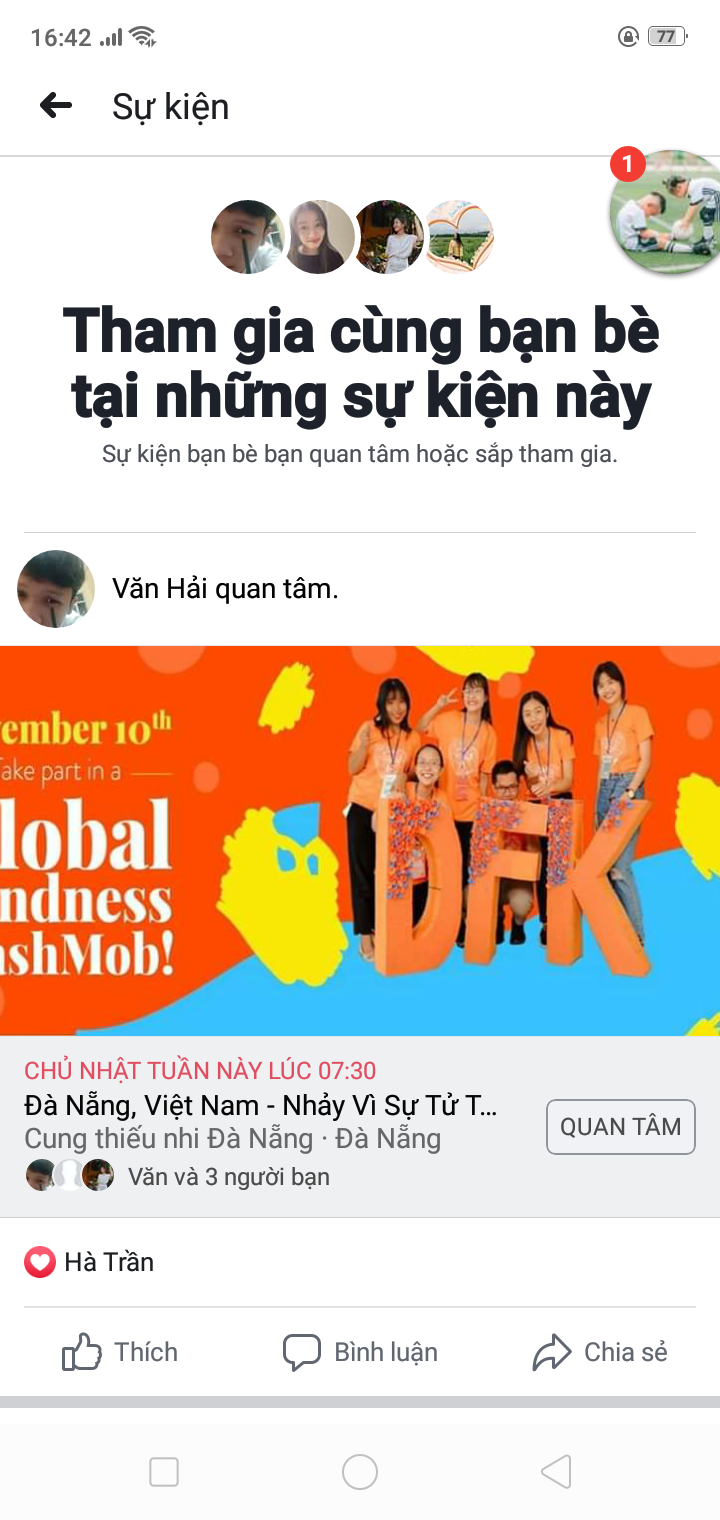 16:42
77
Sự kiện
1
Tham gia cùng bạn bè
tại những sự kiện này
Sự kiện bạn bè bạn quan tâm hoặc sắp tham gia.
Văn Hải quan tâm.
ember 10th
ake part in a
lobal
ndness
ashMob!
DFK
CHỦ NHẬT TUẦN NÀY LÚC 07:30
Đà Nẵng, Việt Nam - Nhảy Vì Sự Tử T...
Cung thiếu nhi Đà Nẵng · Đà Nẵng
QUAN TÂM
Văn và 3 người bạn
Hà Trần
Thích
Bình luận
Chia sẻ